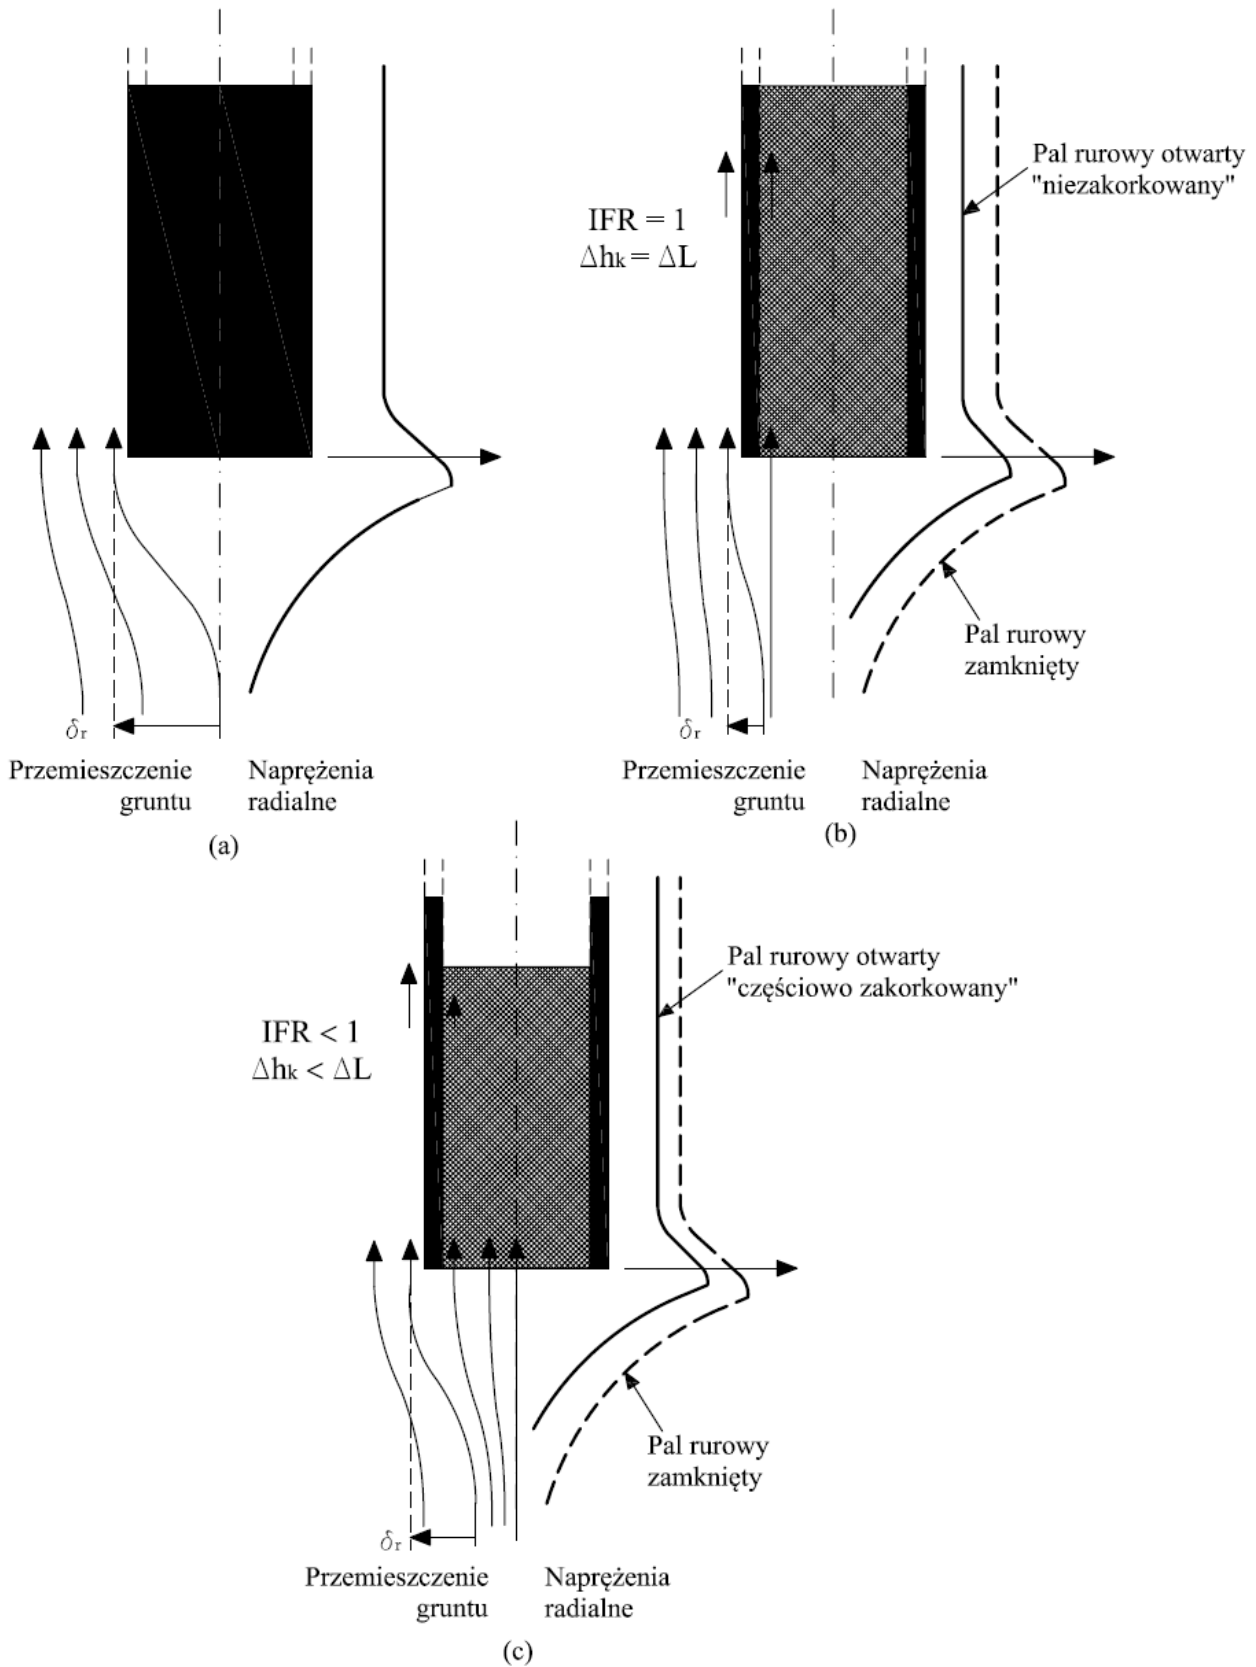 δr
Przemieszczenie
gruntu
Naprężenia
radialne
(a)
IFR = 1
Δhk = ΔL
Pal rurowy otwarty
"niezakorkowany"
Pal rurowy
zamknięty
δr
Przemieszczenie
gruntu
Naprężenia
radialne
(b)
IFR < 1
Δhk < ΔL
Pal rurowy otwarty
"częściowo zakorkowany"
Pal rurowy
zamknięty
δr
Przemieszczenie
gruntu
Naprężenia
radialne
(c)